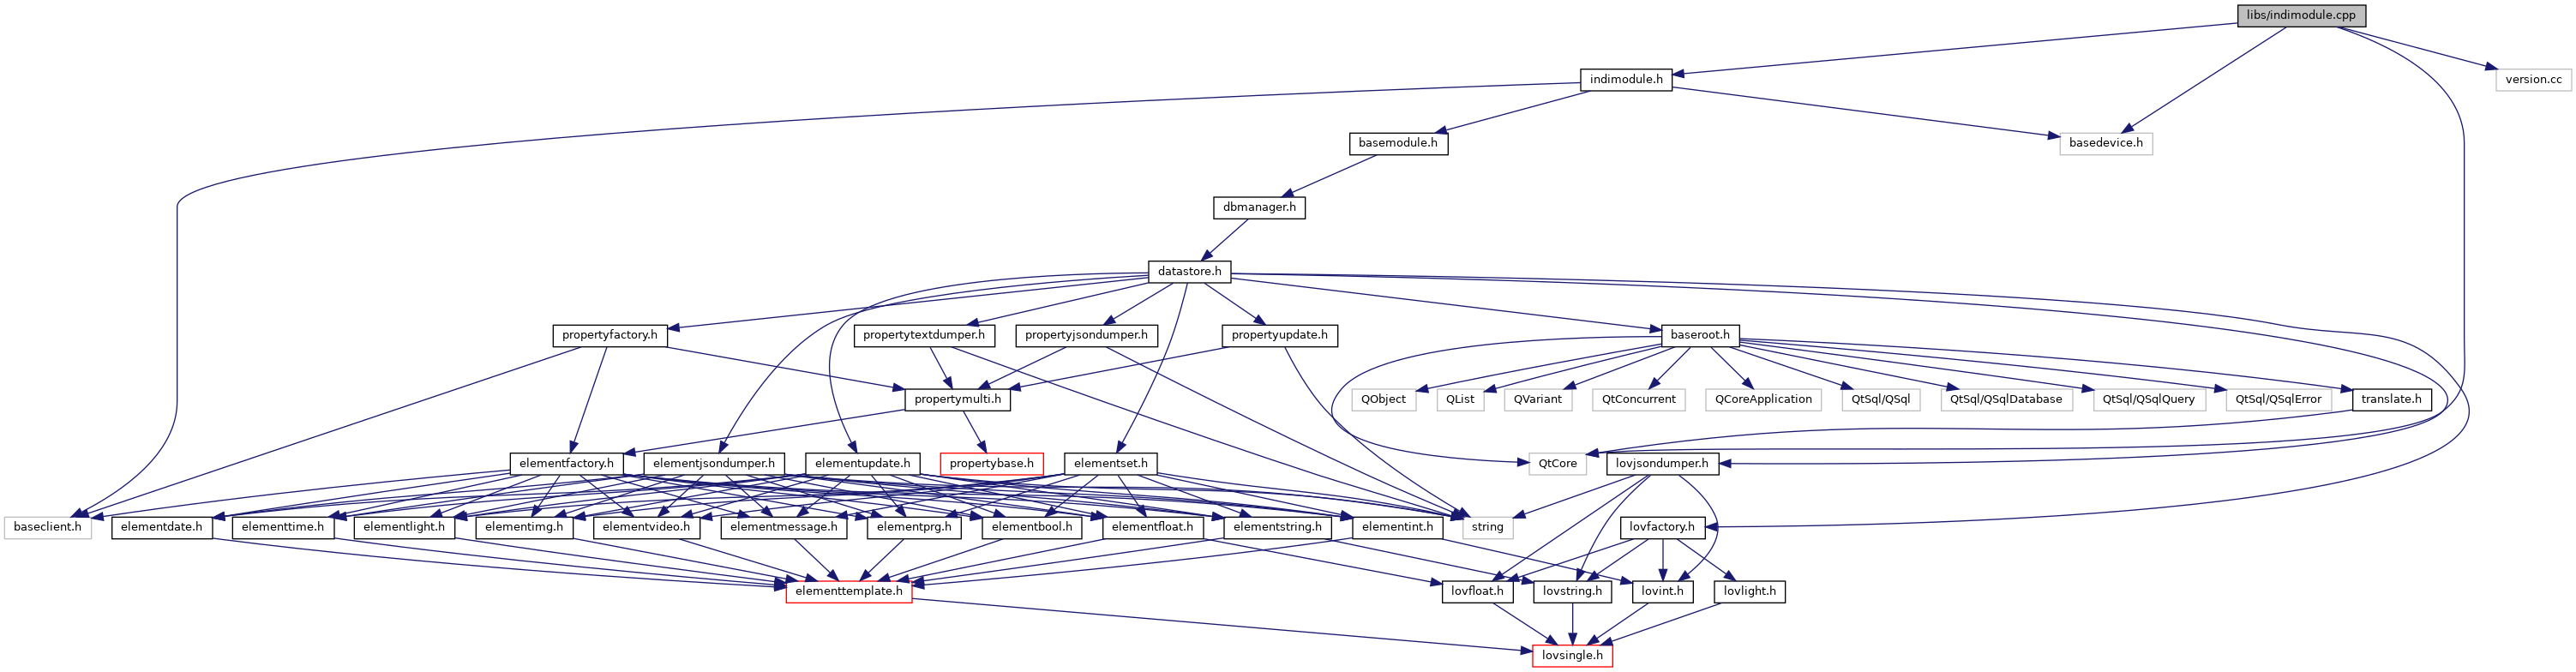 libs/indimodule.cpp
indimodule.h
version.cc
basemodule.h
basedevice.h
dbmanager.h
datastore.h
propertyfactory.h
propertytextdumper.h
propertyjsondumper.h
propertyupdate.h
baseroot.h
propertymulti.h
QObject
QList
QVariant
QtConcurrent
QCoreApplication
QtSql/QSql
QtSql/QSqlDatabase
QtSql/QSqlQuery
QtSql/QSqlError
translate.h
elementfactory.h
elementjsondumper.h
elementupdate.h
propertybase.h
elementset.h
QtCore
lovjsondumper.h
baseclient.h
elementdate.h
elementtime.h
elementlight.h
elementimg.h
elementvideo.h
elementmessage.h
elementprg.h
elementbool.h
elementfloat.h
elementstring.h
elementint.h
string
lovfactory.h
elementtemplate.h
lovfloat.h
lovstring.h
lovint.h
lovlight.h
lovsingle.h